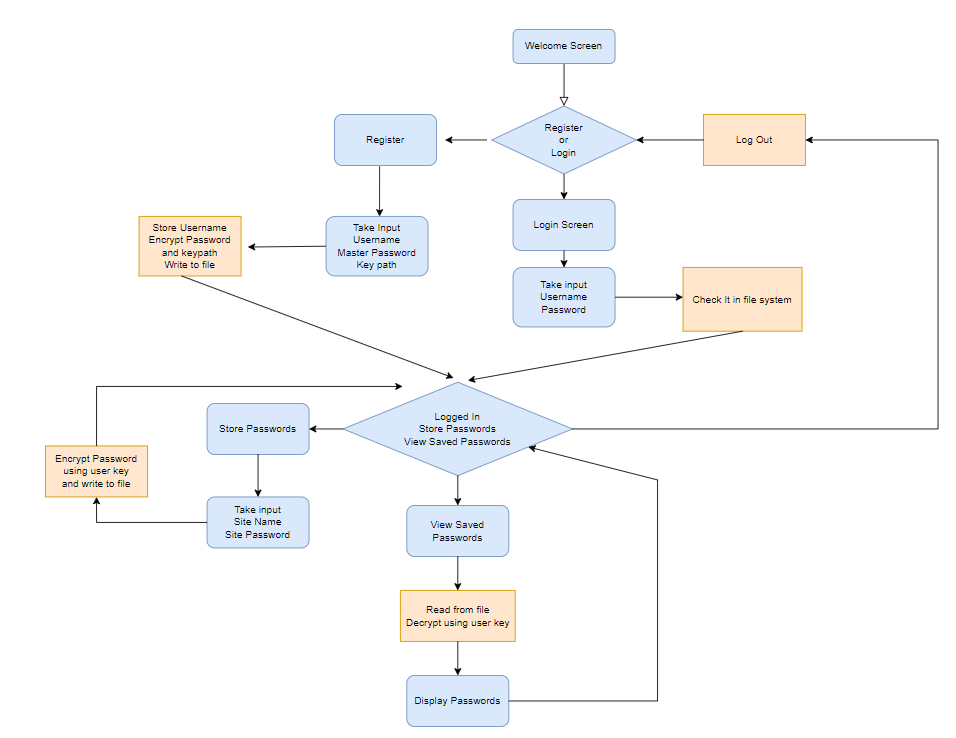 Welcome Screen
Register
or
Login
Register
Log Out
Login Screen
Take Input
Username
Master Password
Key path
Store Username
Encrypt Password
and keypath
Write to file
Take input
Username
Password
Check It in file system
Logged In
Store Passwords
View Saved Passwords
Store Passwords
Encrypt Password
using user key
and write to file
Take input
Site Name
Site Password
View Saved
Passwords
Read from file
Decrypt using user key
Display Passwords